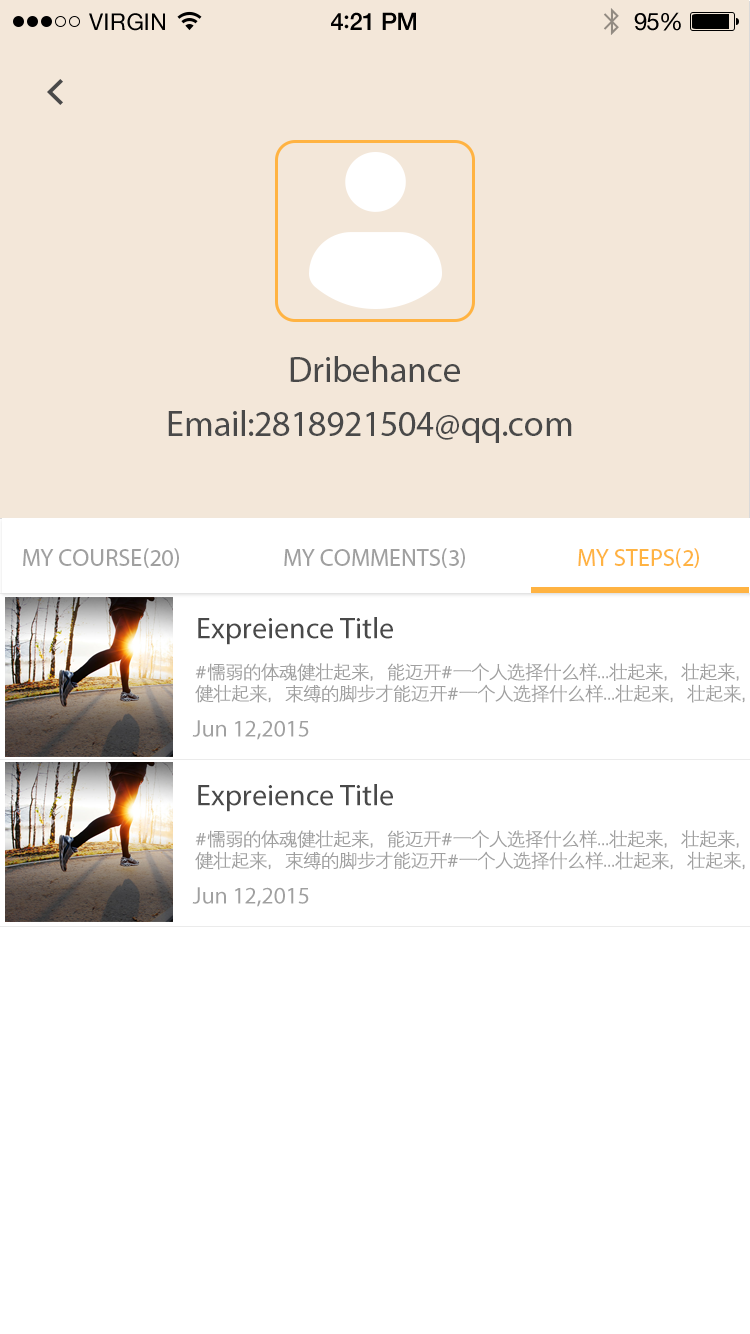 VIRGIN 4:21 PM 95%
Dribehance
Email:2818921504@qq.com
MY COURSE(20) MY COMMENTS(3) MY STEPS(2)
Expreience Title
#懦弱的体魂健壮起来，能迈开#一个人选择什么样...壮起来，壮起来，
健壮起来，束缚的脚步才能迈开#一个人选择什么样...壮起来，壮起来，
Jun 12,2015
Expreience Title
#懦弱的体魂健壮起来，能迈开#一个人选择什么样...壮起来，壮起来，
健壮起来，束缚的脚步才能迈开#一个人选择什么样...壮起来，壮起来，
Jun 12,2015